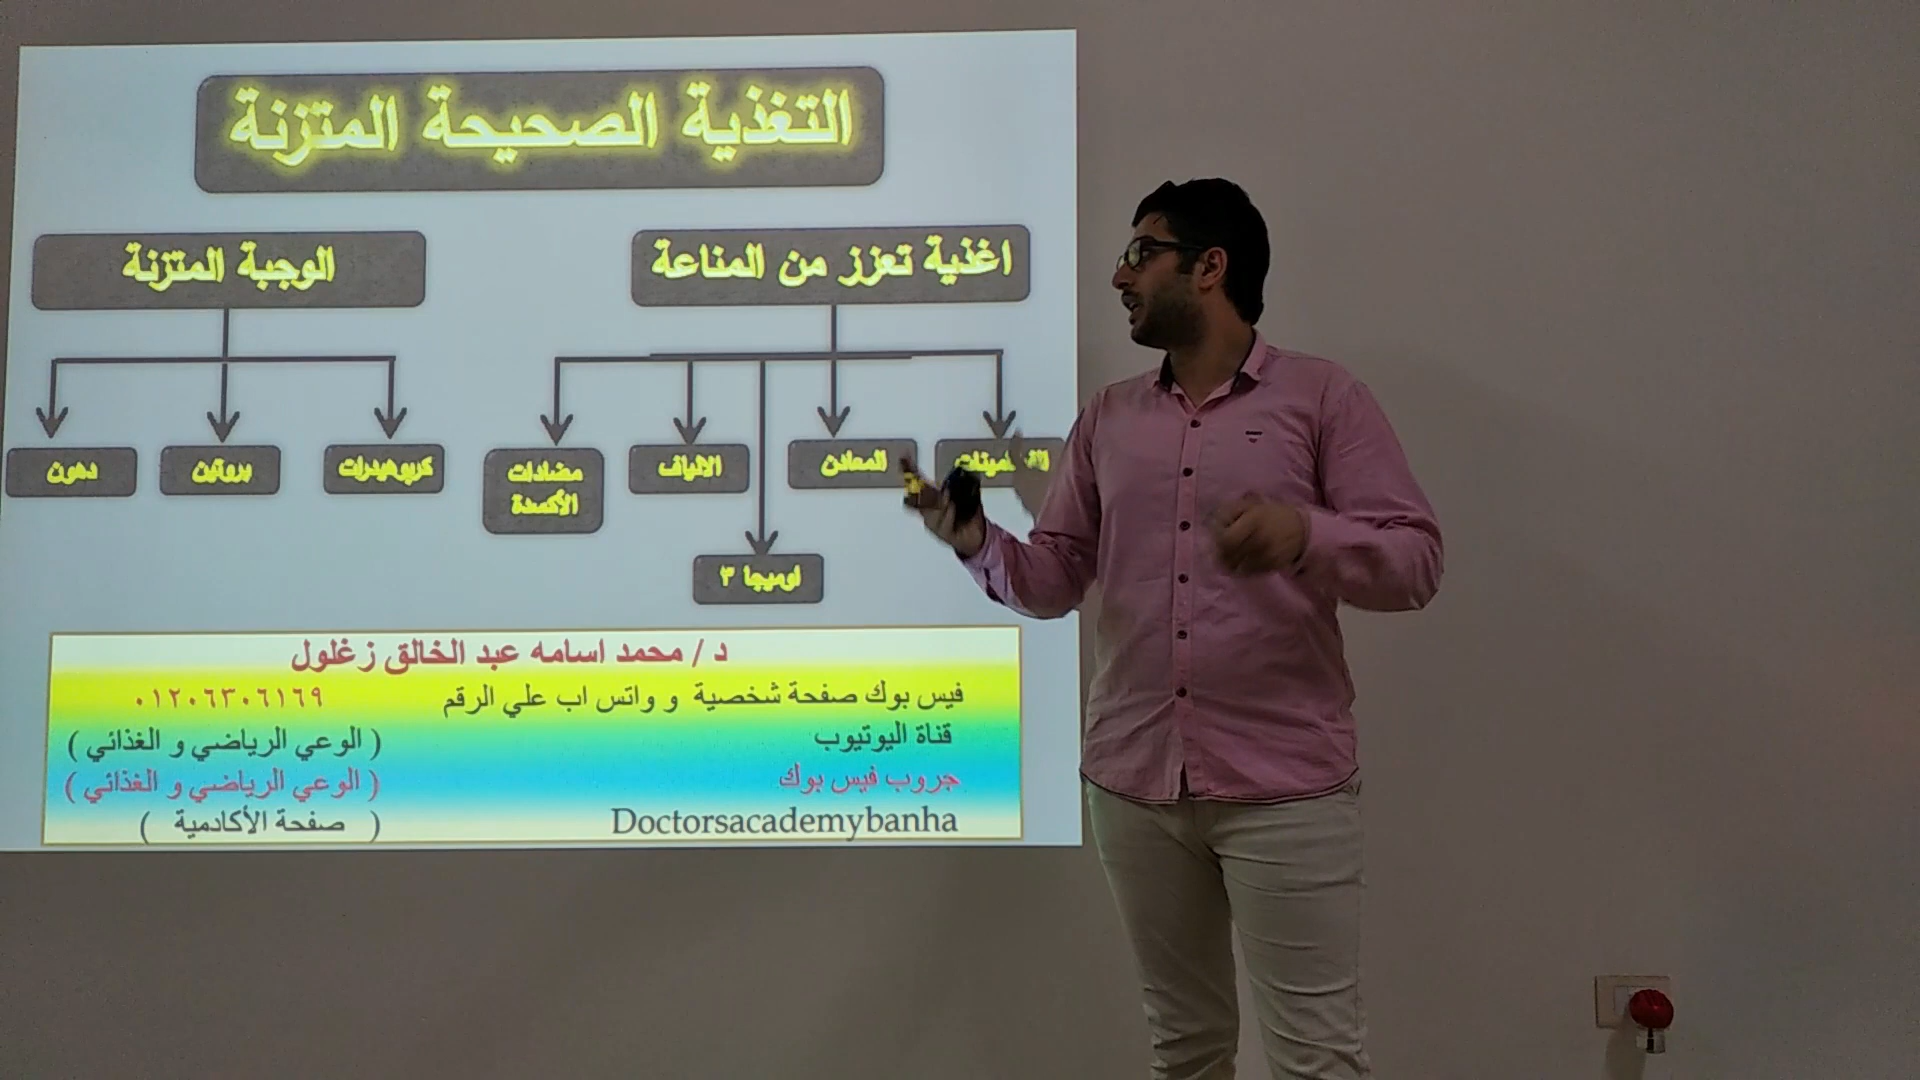 التغذية الصحيحة المتزنة
اغذية تعزز من المناعة
الوجبة المتزنة
المعادن
الالياف
مضادات
الأكسدة
اوميجا ٣
كربوهيدرات
بروتين
دهون
د / محمد اسامه عبد الخالق زغلول
فيس بوك صفحة شخصية و واتس اب علي الرقم ٠١٢٠٦٣٠٦١٦٩
قناة اليوتيوب ( الوعي الرياضي و الغذائي )
جروب فيس بوك ( الوعي الرياضي و الغذائي )
Doctorsacademybanha ( صفحة الأكادمية )